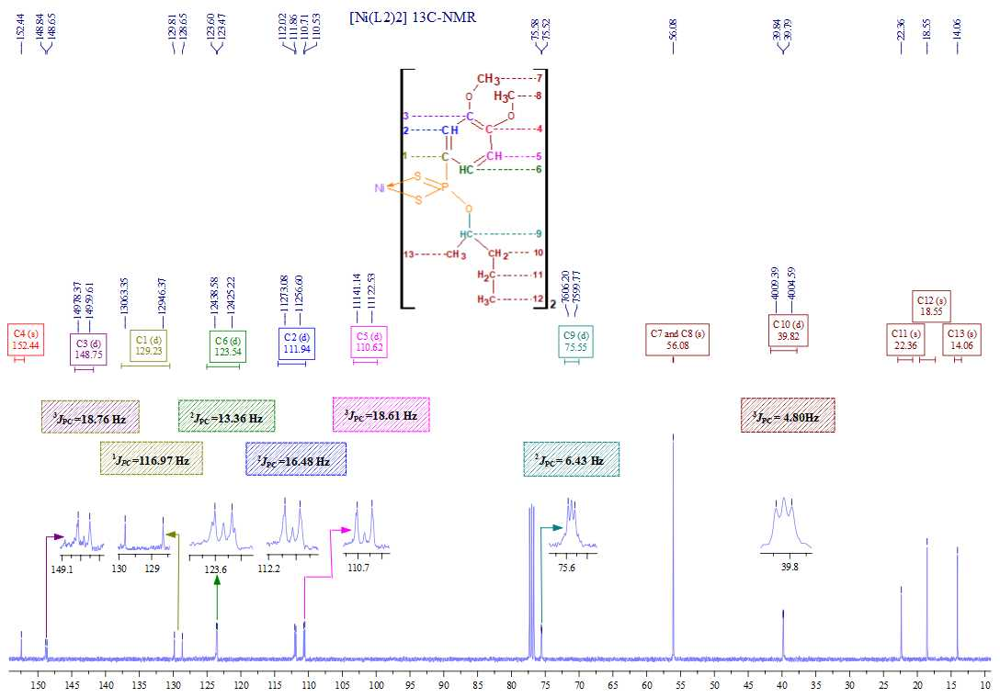 [Ni(L2)2] 13C-NMR
152.44
148.84
148.65
129.81
128.65
123.60
123.47
112.02
111.86
110.71
110.53
75.58
75.52
56.08
39.84
39.79
22.36
18.55
14.06
CH3 7
H3C 8
O
O
3 C
2 CH
C 4
1 C
CH 5
HC 6
S
Ni P
S
O
HC 9
13 CH3
CH2 10
H2C 11
H3C 12
2
14978.37
14959.61
13063.35
12946.37
12438.58
12425.22
11273.08
11256.60
11141.14
11122.53
7606.20
7599.77
4009.39
4004.59
C4 (s)
152.44
C3 (d)
148.75
C1 (d)
129.23
C6 (d)
123.54
C2 (d)
111.94
C5 (d)
110.62
C9 (d)
75.55
C7 and C8 (s)
56.08
C10 (d)
39.82
C11 (s)
22.36
C12 (s)
18.55
C13 (s)
14.06
3JPC=18.76 Hz
1JPC=116.97 Hz
2JPC=13.36 Hz
2JPC=16.48 Hz
3JPC=18.61 Hz
2JPC= 6.43 Hz
3JPC= 4.80Hz
149.1
130 129
123.6
112.2
110.7
75.6
39.8
150 145 140 135 130 125 120 115 110 105 100 95 90 85 80 75 70 65 60 55 50 45 40 35 30 25 20 15 10